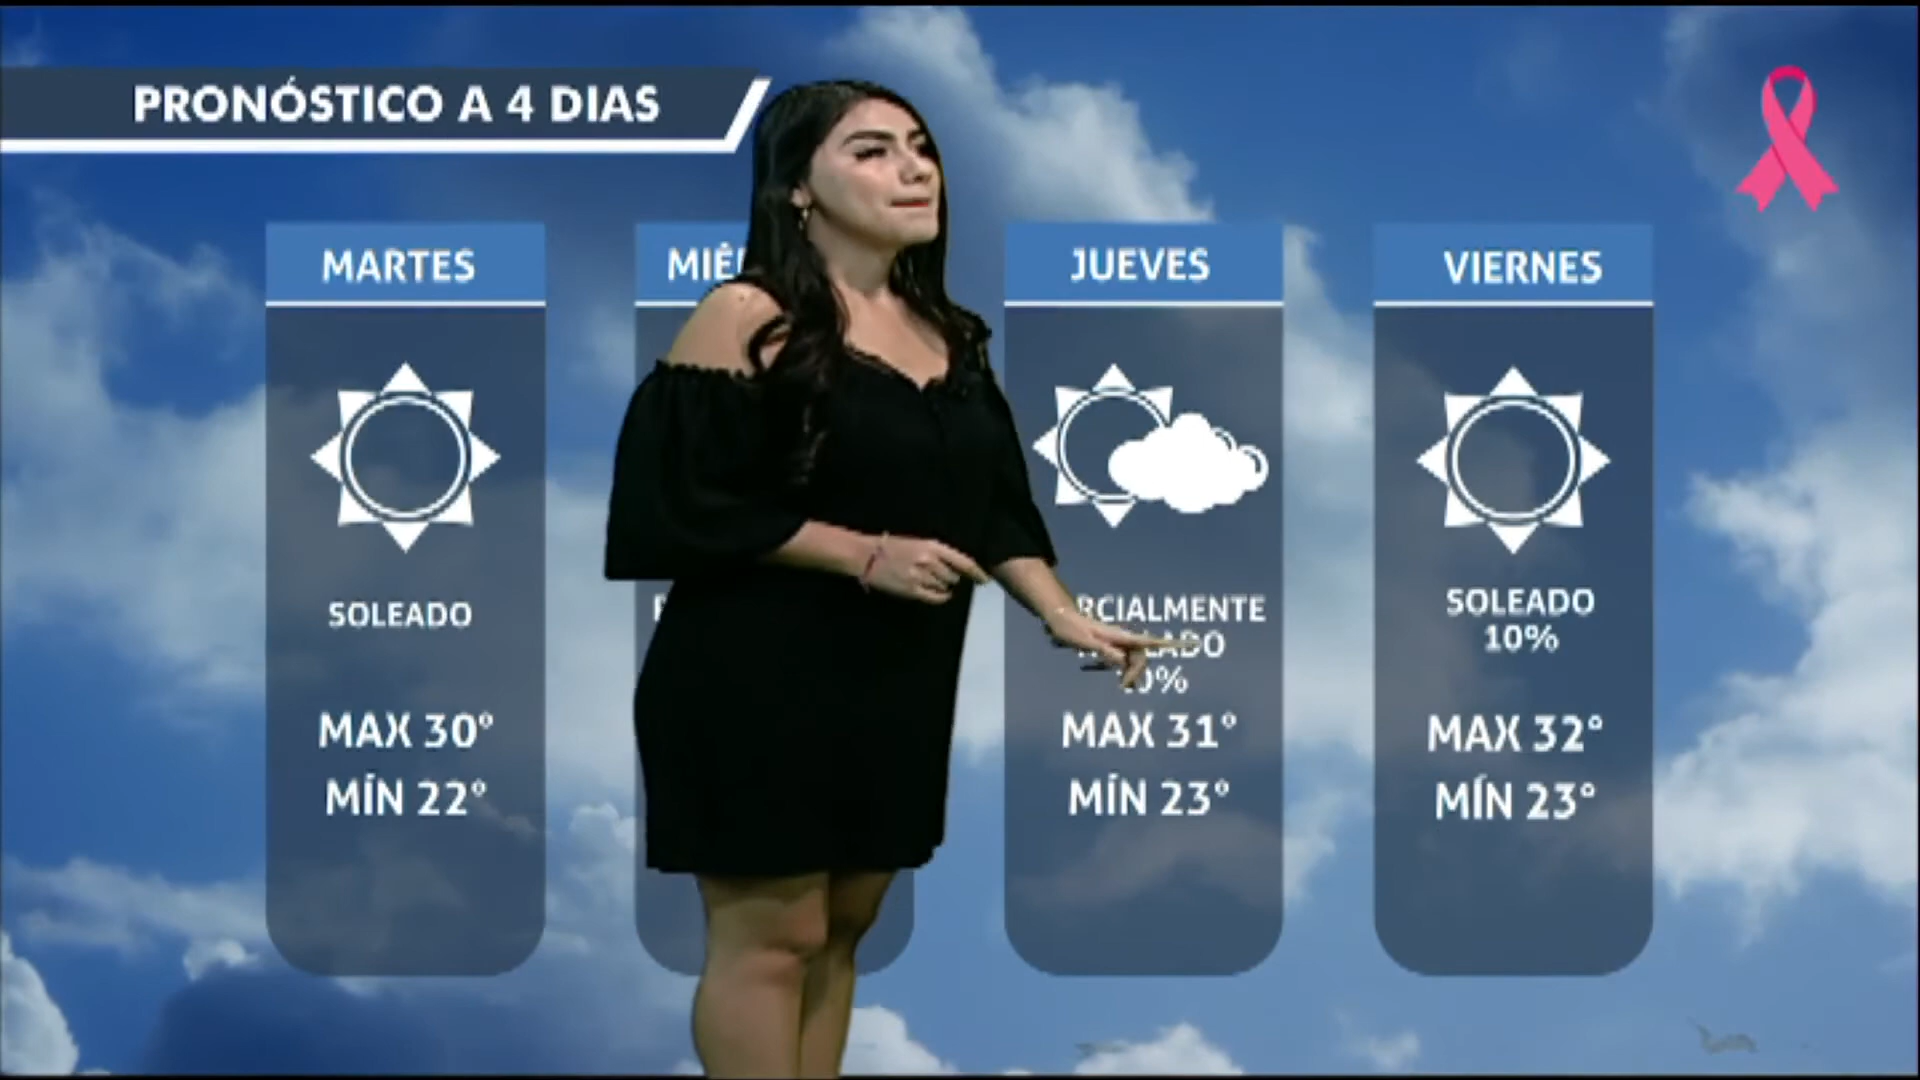 PRONÓSTICO A 4 DIAS
MARTES
SOLEADO
MAX 30°
MÍN 22°
JUEVES
MAX 31°
MÍN 23°
VIERNES
SOLEADO
10%
MAX 32°
MÍN 23°